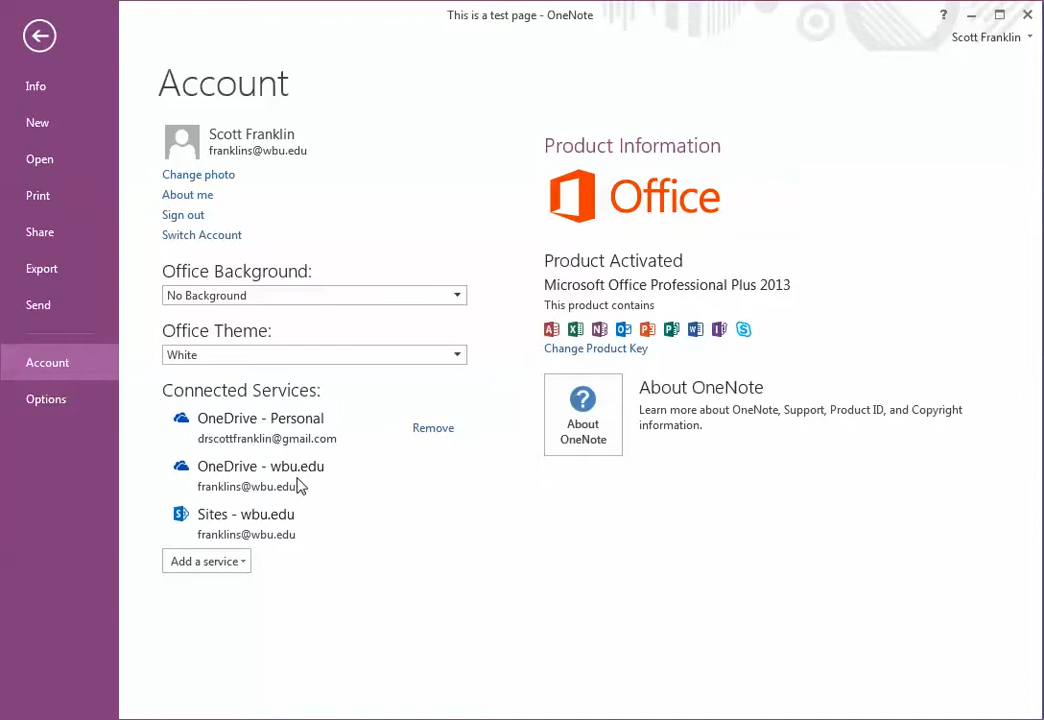 This is a test page - OneNote
?
Scott Franklin
Info
New
Open
Print
Share
Export
Send
Account
Options
Account
Scott Franklin
franklins@wbu.edu
Change photo
About me
Sign out
Switch Account
Office Background:
No Background
Office Theme:
White
Connected Services:
OneDrive - Personal
drscottfranklin@gmail.com
Remove
OneDrive - wbu.edu
franklins@wbu.edu
Sites - wbu.edu
franklins@wbu.edu
Add a service
Product Information
Office
Product Activated
Microsoft Office Professional Plus 2013
This product contains
Change Product Key
?
About
OneNote
About OneNote
Learn more about OneNote, Support, Product ID, and Copyright
information.